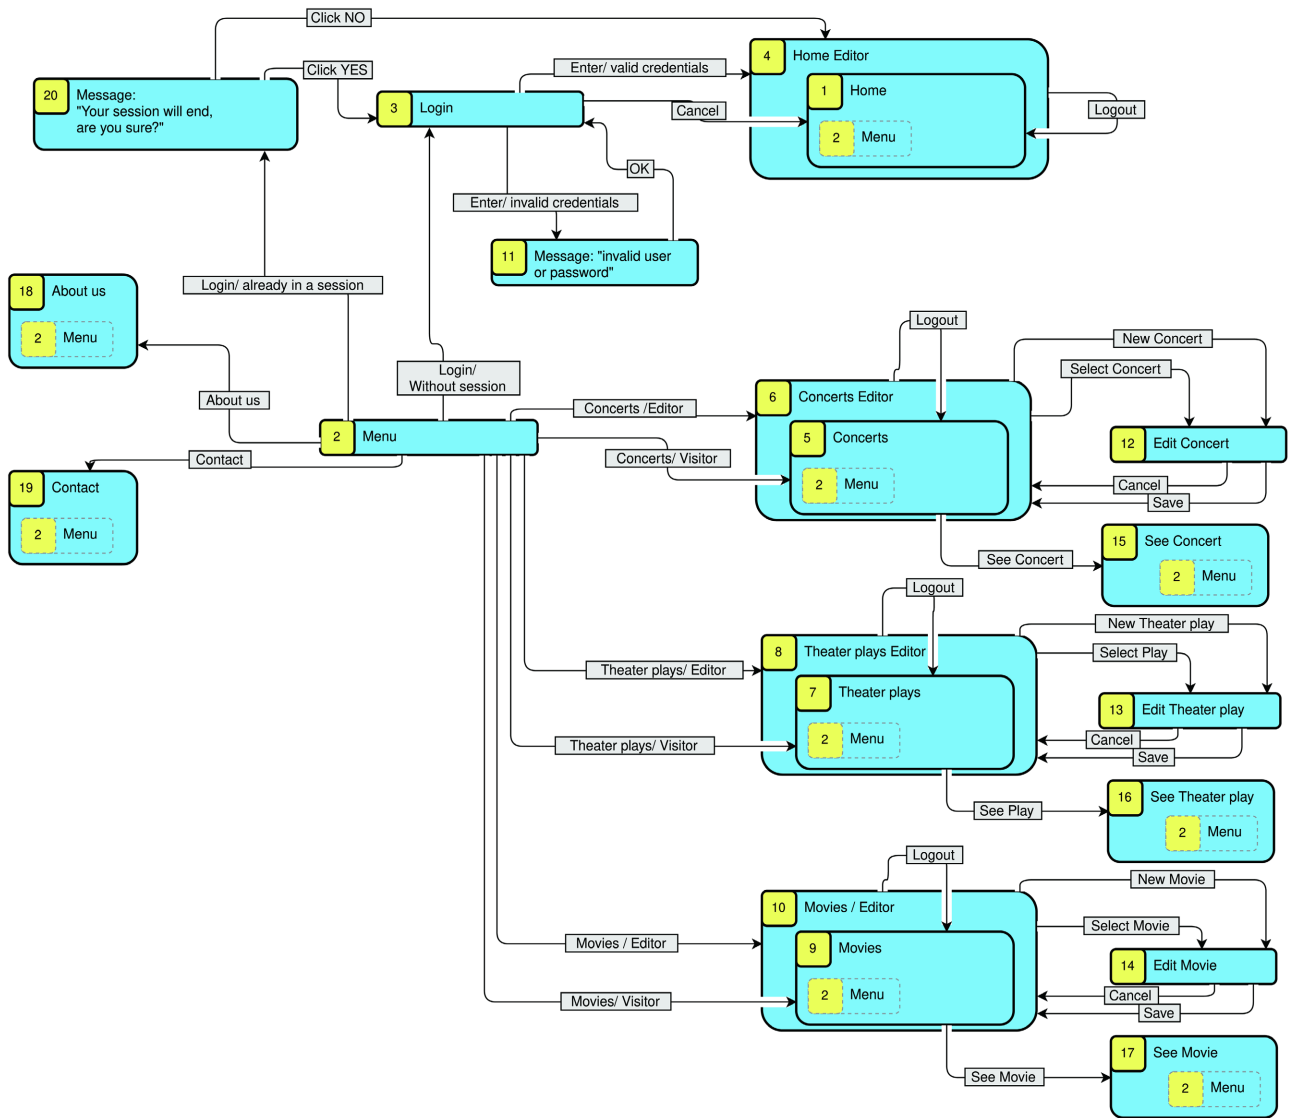 Click NO
Click YES
20
Message:
"Your session will end,
are you sure?"
3
Login
Enter/ valid credentials
Cancel
4
Home Editor
1
Home
2
Menu
Logout
OK
Enter/ invalid credentials
11
Message: "invalid user
or password"
Login/ already in a session
18
About us
2
Menu
About us
Login/
Without session
2
Menu
Contact
19
Contact
2
Menu
Concerts /Editor
Concerts/ Visitor
Logout
6
Concerts Editor
5
Concerts
2
Menu
New Concert
Select Concert
12
Edit Concert
Cancel
Save
See Concert
15
See Concert
2
Menu
Logout
Theater plays/ Editor
Theater plays/ Visitor
8
Theater plays Editor
7
Theater plays
2
Menu
New Theater play
Select Play
13
Edit Theater play
Cancel
Save
See Play
16
See Theater play
2
Menu
Logout
Movies / Editor
Movies/ Visitor
10
Movies / Editor
9
Movies
2
Menu
New Movie
Select Movie
14
Edit Movie
Cancel
Save
See Movie
17
See Movie
2
Menu